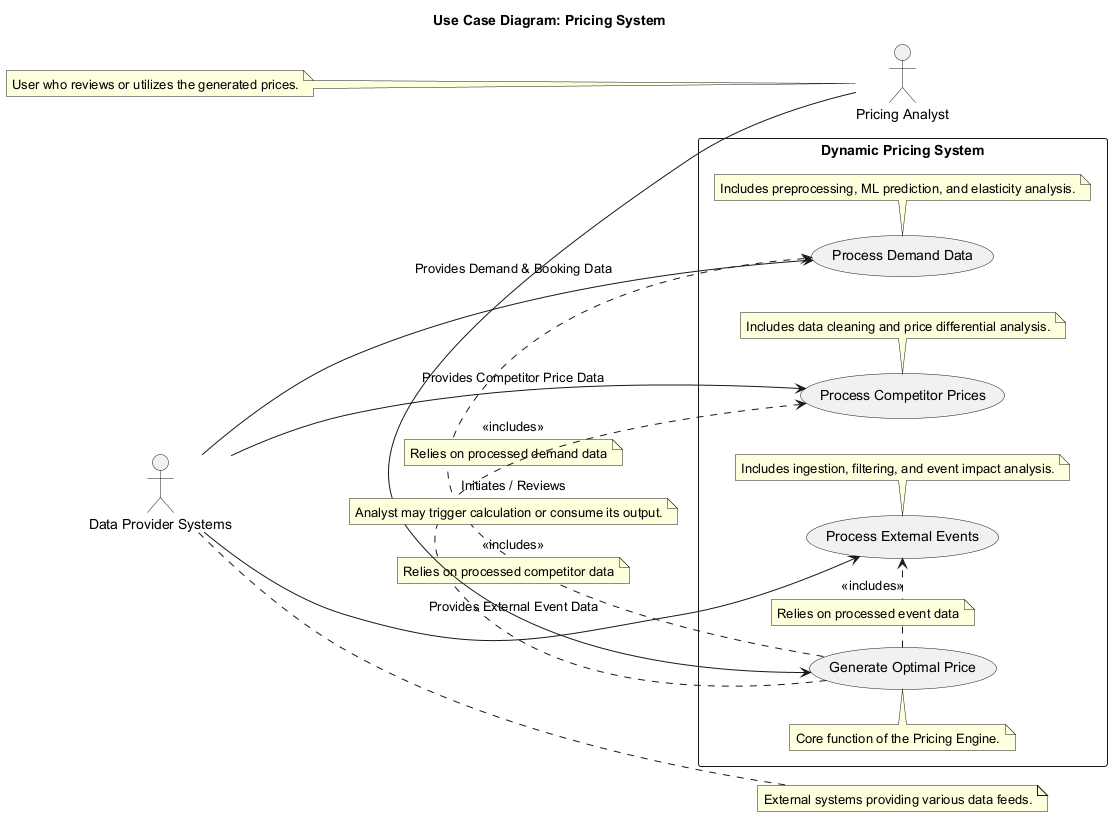 Use Case Diagram: Pricing System
User who reviews or utilizes the generated prices.
Pricing Analyst
Dynamic Pricing System
Includes preprocessing, ML prediction, and elasticity analysis.
Process Demand Data
Provides Demand & Booking Data
Includes data cleaning and price differential analysis.
Provides Competitor Price Data
Process Competitor Prices
«includes»
Relies on processed demand data
Includes ingestion, filtering, and event impact analysis.
Initiates / Reviews
Analyst may trigger calculation or consume its output.
Data Provider Systems
Process External Events
«includes»
Relies on processed competitor data
«includes»
Provides External Event Data
Relies on processed event data
Generate Optimal Price
Core function of the Pricing Engine.
External systems providing various data feeds.